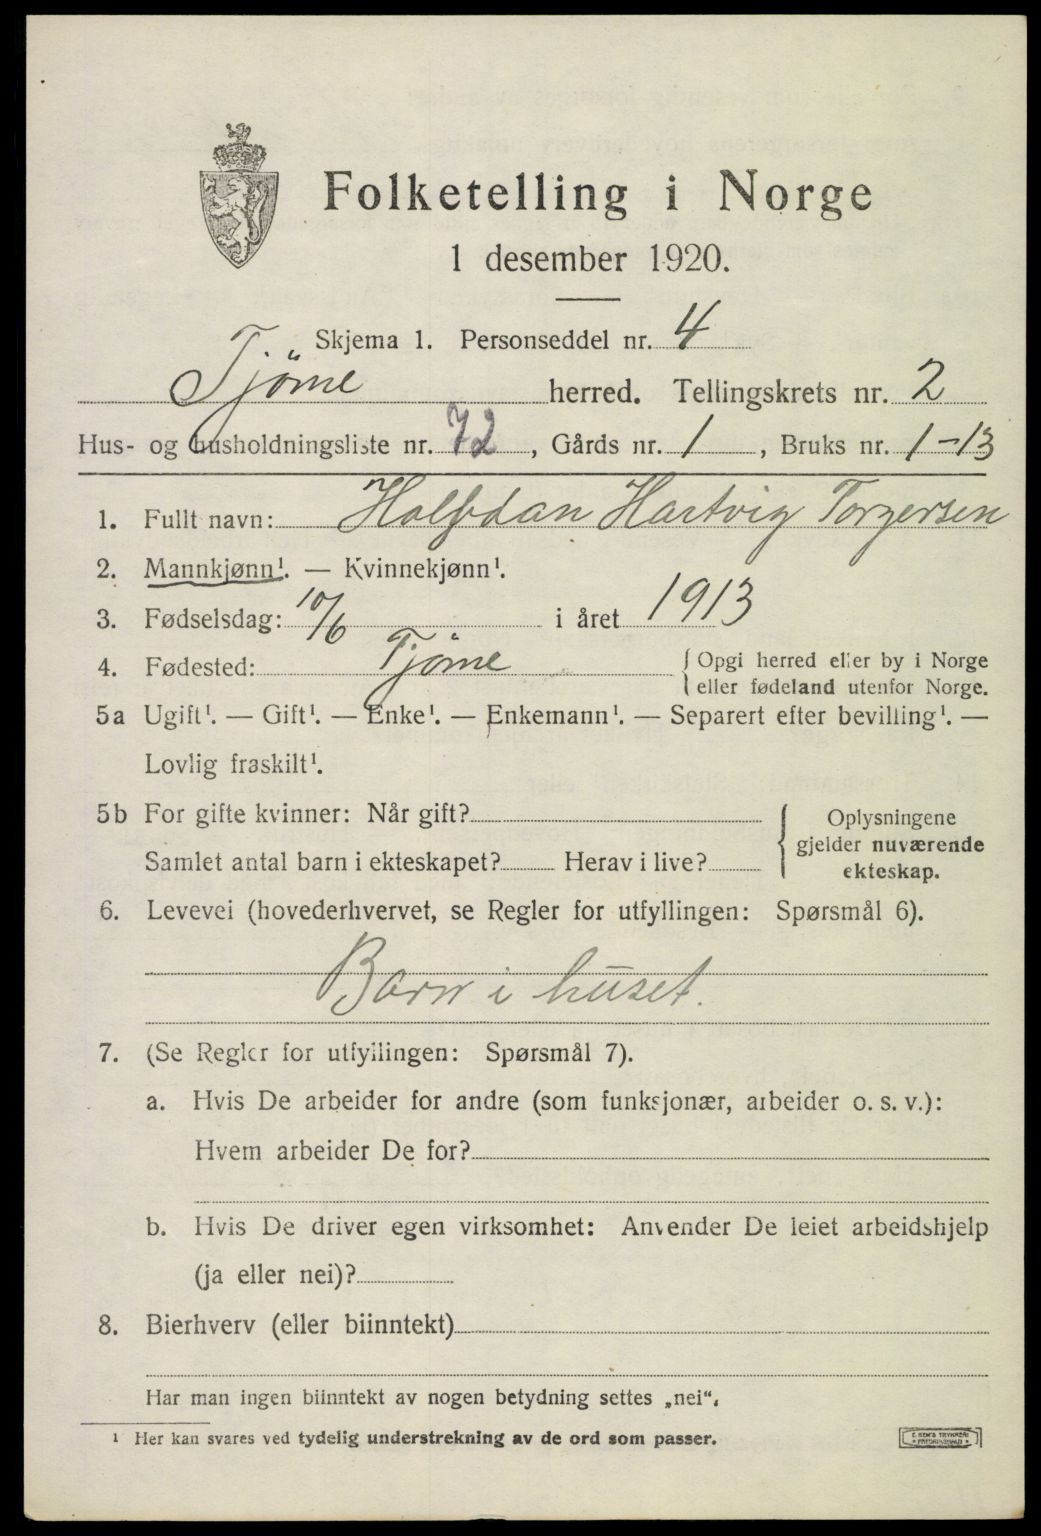 Folketelling i Norge
1 desember 1920.
Skjema 1. Personseddel nr. 4
Tjöme herred. Tellingskrets nr. 2
Hus- og husholdningsliste nr. 72, Gårds nr. 1, Bruks nr. 1-13
1. Fullt navn: Halfdan Hartvig Torgersen
2. Mannkjønn¹. — Kvinnekjønn¹.
3. Fødselsdag: 10/6 i året 1913
4. Fødested: Tjöme { Opgi herred eller by i Norge
eller fødeland utenfor Norge.
5a Ugift¹. — Gift¹. — Enke¹. — Enkemann¹. — Separert efter bevilling¹. —
Lovlig fraskilt¹.
5b For gifte kvinner: Når gift? { Oplysningene
gjelder nuværende
Samlet antal barn i ekteskapet? Herav i live? ekteskap.
6. Levevei (hovederhvervet, se Regler for utfyllingen: Spørsmål 6).
Barn i huset.
7. (Se Regler for utfyllingen: Spørsmål 7).
a. Hvis De arbeider for andre (som funksjonær, arbeider o. s. v.):
Hvem arbeider De for?
b. Hvis De driver egen virksomhet: Anvender De leiet arbeidshjelp
(ja eller nei)?
8. Bierhverv (eller biinntekt)
Har man ingen biinntekt av nogen betydning settes „nei“.
¹ Her kan svares ved tydelig understrekning av de ord som passer.